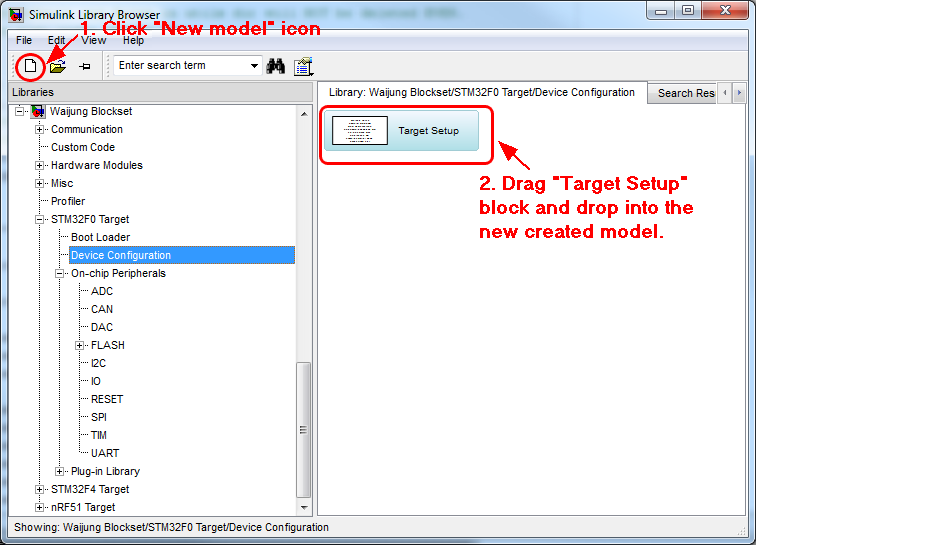 Simulink Library Browser
1. Click "New model" icon
File Edit View Help
Enter search term
Libraries
Library: Waijung Blockset/STM32F0 Target/Device Configuration
Search Res
Waijung Blockset
Communication
Custom Code
Hardware Modules
Misc
Profiler
STM32F0 Target
Boot Loader
Device Configuration
On-chip Peripherals
ADC
CAN
DAC
FLASH
I2C
IO
RESET
SPI
TIM
UART
Plug-in Library
STM32F4 Target
nRF51 Target
Target Setup
2. Drag "Target Setup"
block and drop into the
new created model.
Showing: Waijung Blockset/STM32F0 Target/Device Configuration